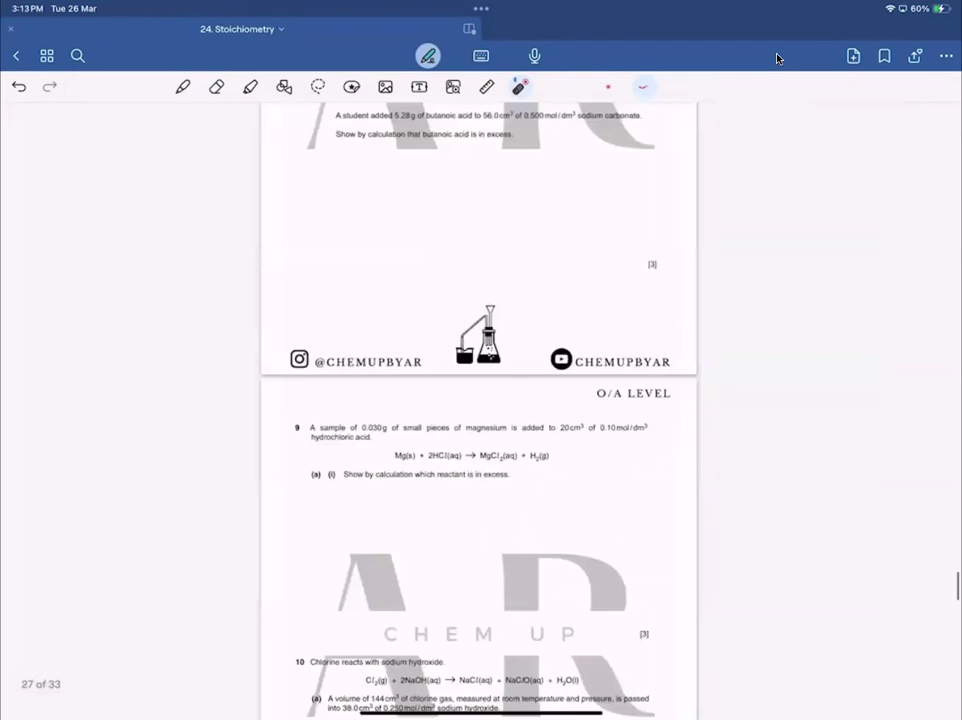 3:13 PM Tue 26 Mar
60%
24. Stoichiometry
A student added 5.28g of butanoic acid to 56.0cm³ of 0.500mol/dm³ sodium carbonate.
Show by calculation that butanoic acid is in excess.
[3]
@CHEMUPBYAR
CHEMUPBYAR
O/A LEVEL
9 A sample of 0.030g of small pieces of magnesium is added to 20cm³ of 0.10mol/dm³
hydrochloric acid.
Mg(s) + 2HCl(aq) → MgCl₂(aq) + H₂(g)
(a) (i) Show by calculation which reactant is in excess.
AR
CHEM UP
[3]
10 Chlorine reacts with sodium hydroxide.
Cl₂(g) + 2NaOH(aq) → NaCl(aq) + NaClO(aq) + H₂O(l)
(a) A volume of 144cm³ of chlorine gas, measured at room temperature and pressure, is passed
into 38.0cm³ of 0.250mol/dm³ sodium hydroxide.
27 of 33